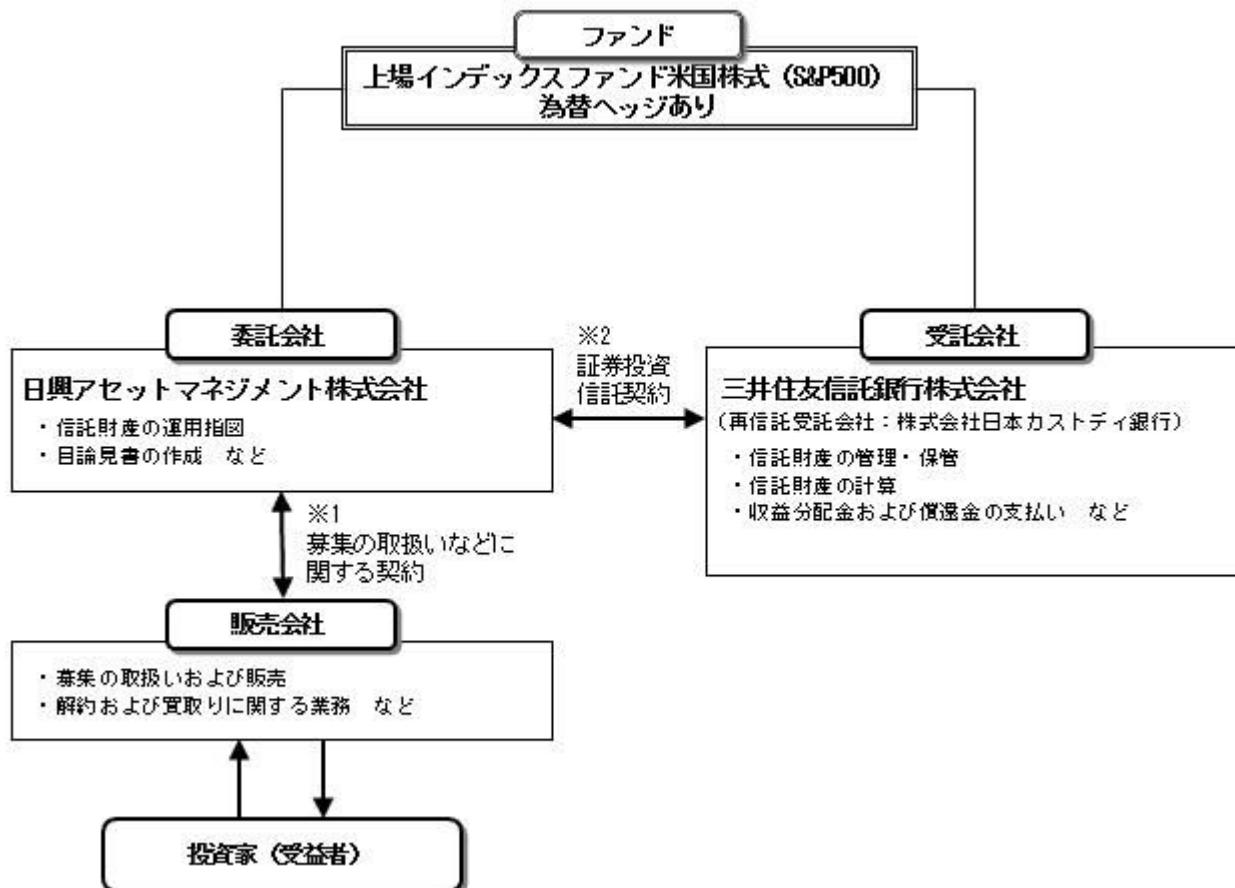 ファンド
上場インデックスファンド米国株式（S&P500）
為替ヘッジあり
委託会社
日興アセットマネジメント株式会社
・信託財産の運用指図
・目論見書の作成　など
※2
証券投資
信託契約
受託会社
三井住友信託銀行株式会社
（再信託受託会社：株式会社日本カストディ銀行）
・信託財産の管理・保管
・信託財産の計算
・収益分配金および償還金の支払い　など
※1
募集の取扱いなどに
関する契約
販売会社
・募集の取扱いおよび販売
・解約および買取りに関する業務　など
投資家（受益者）